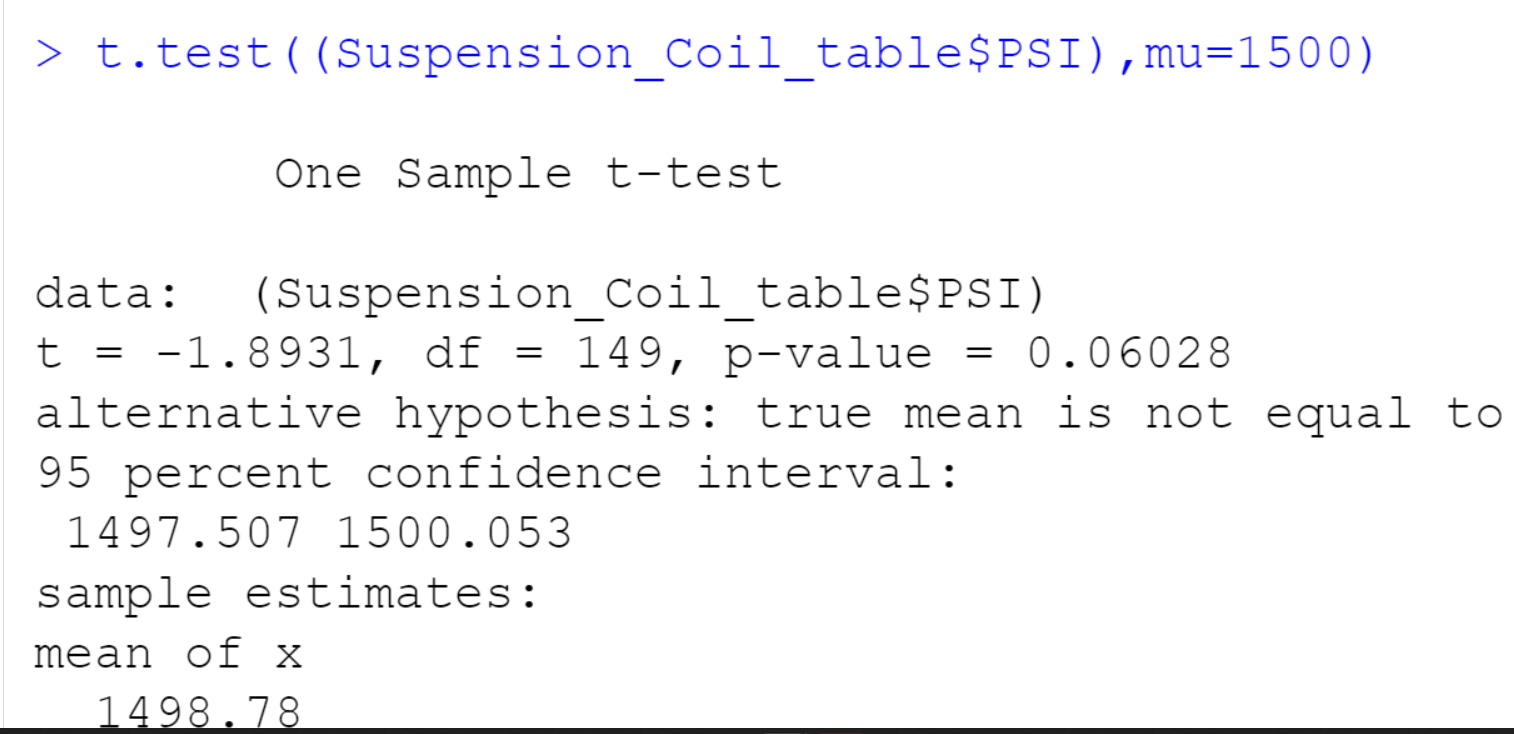 > t.test((Suspension_Coil_table$PSI),mu=1500)
One Sample t-test
data:  (Suspension_Coil_table$PSI)
t = -1.8931, df = 149, p-value = 0.06028
alternative hypothesis: true mean is not equal to
95 percent confidence interval:
1497.507 1500.053
sample estimates:
mean of x
1498.78